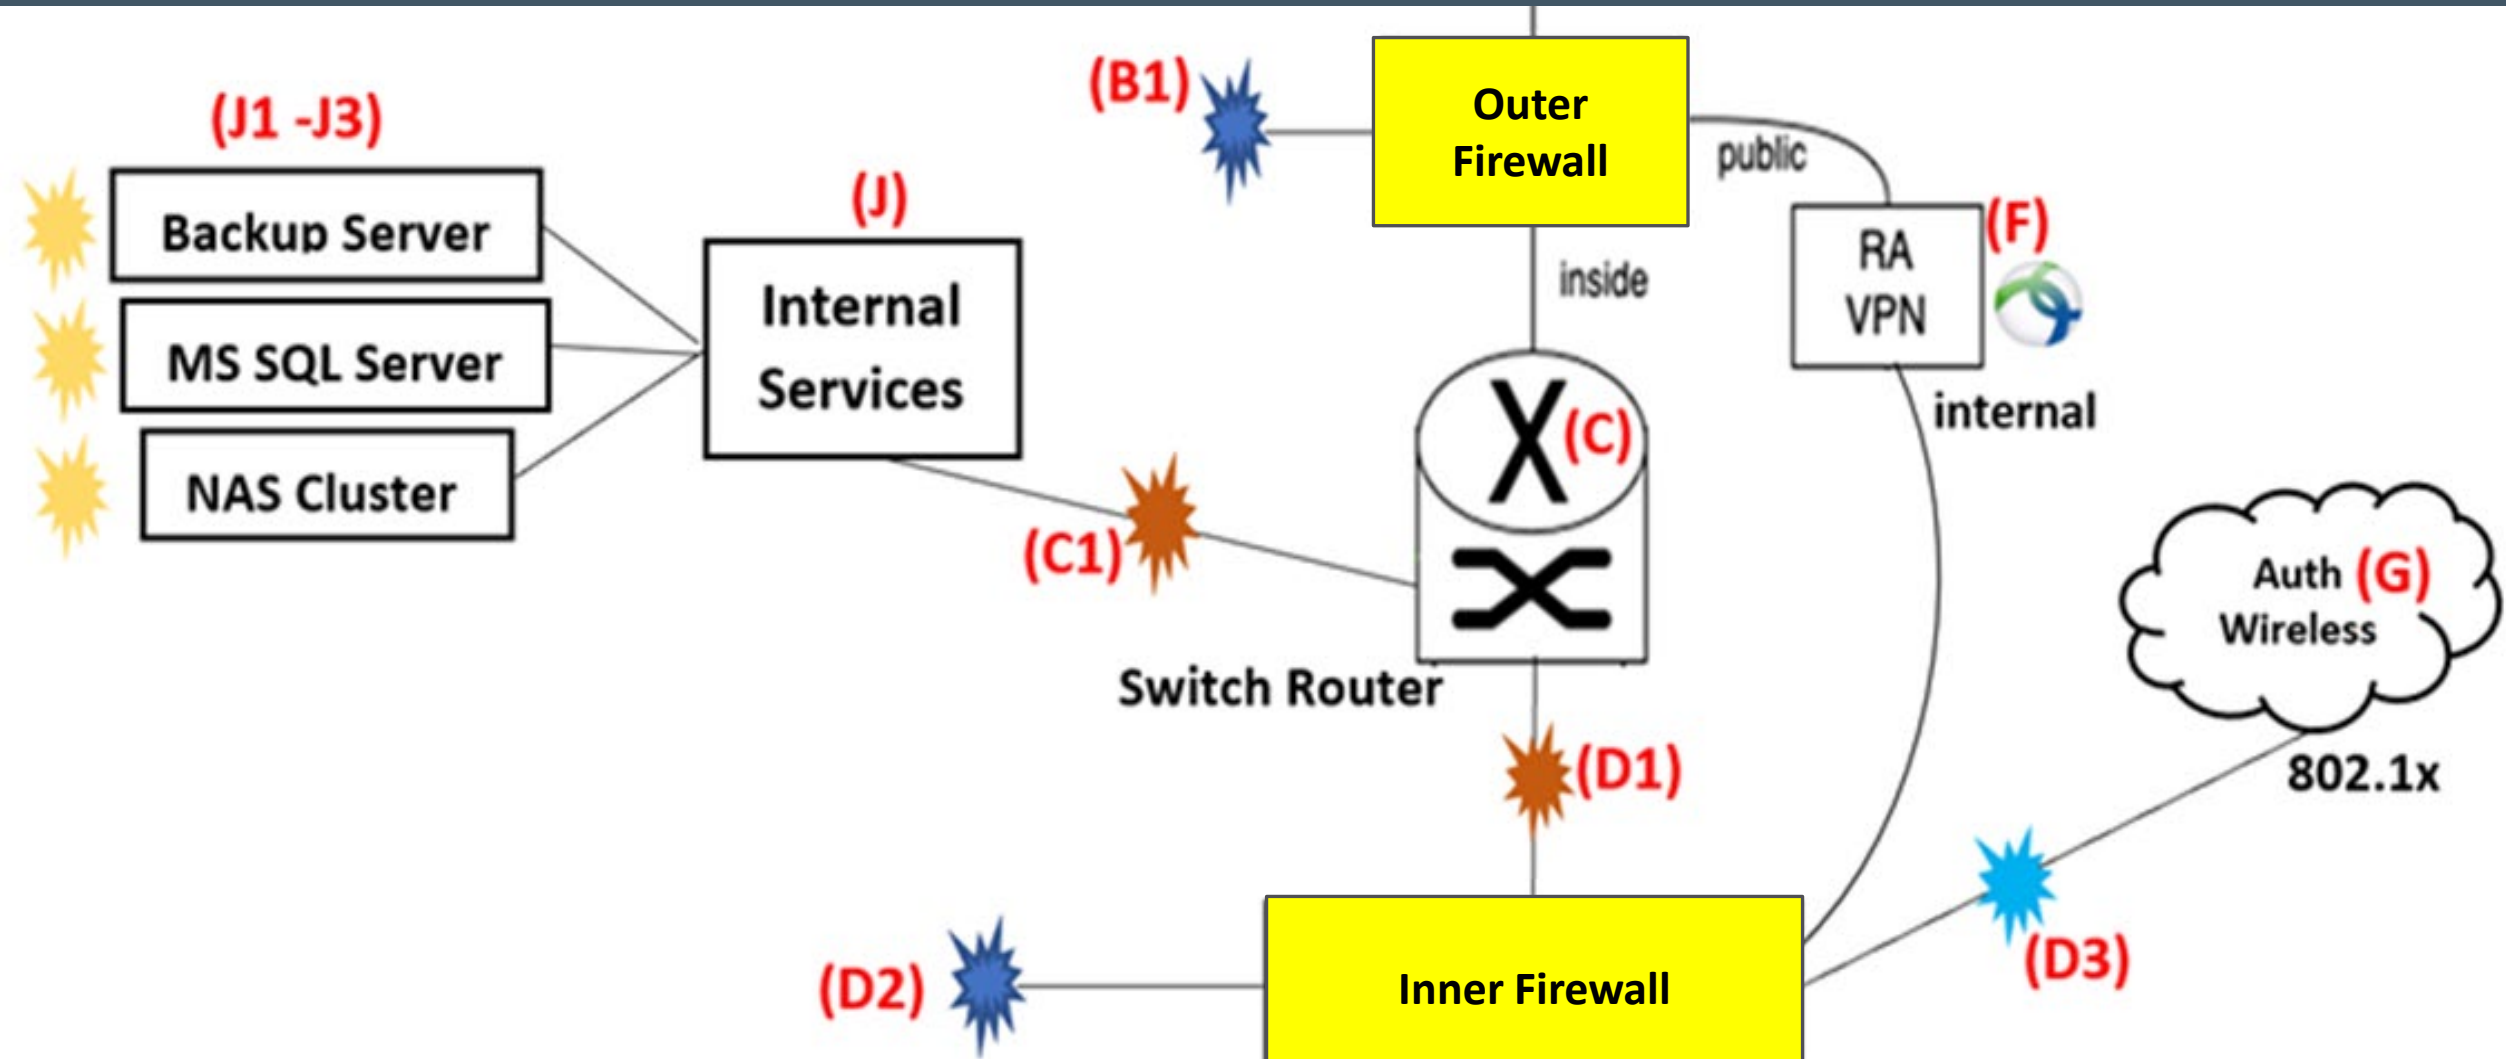 (B1)
Outer
Firewall
public
(J1 -J3)
Backup Server
MS SQL Server
NAS Cluster
(J)
Internal
Services
inside
RA
VPN
(F)
internal
(C)
(C1)
Switch Router
Auth (G)
Wireless
802.1x
(D1)
(D3)
(D2)
Inner Firewall